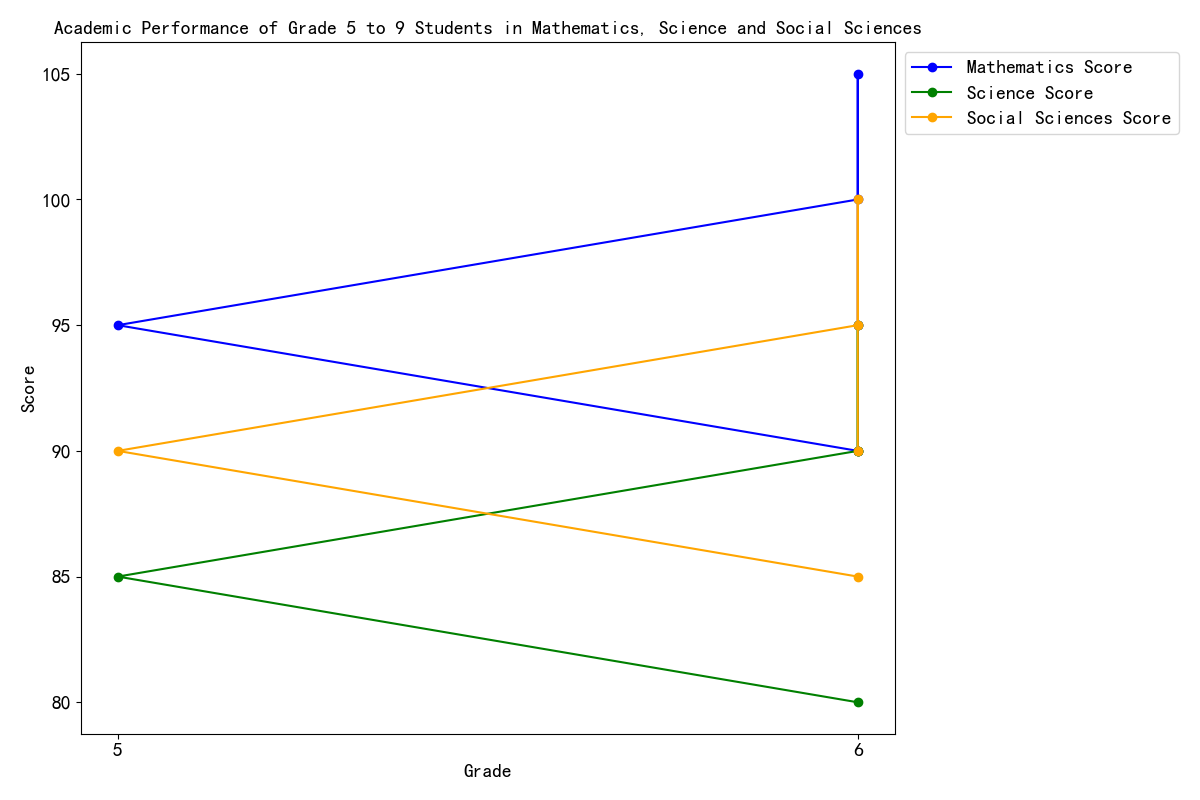 Academic Performance of Grade 5 to 9 Students in Mathematics, Science and Social Sciences
105
100
95
90
85
80
Score
5
6
Grade
Mathematics Score
Science Score
Social Sciences Score